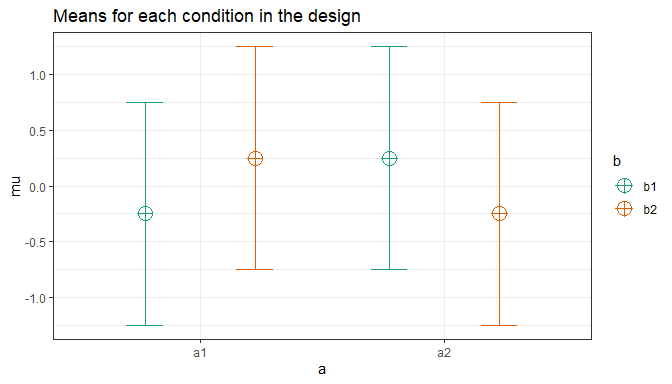 Means for each condition in the design
1.0
0.5
0.0
-0.5
-1.0
mu
a1 a2
a
b
b1
b2